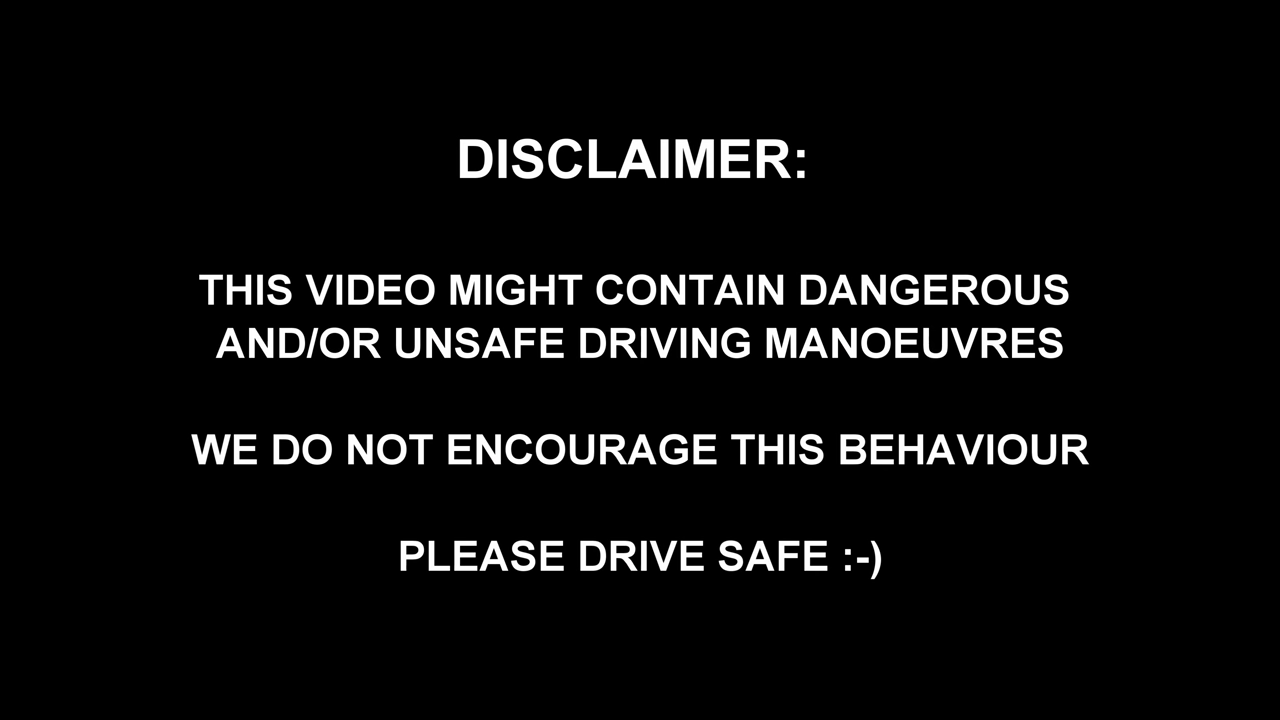 DISCLAIMER:
THIS VIDEO MIGHT CONTAIN DANGEROUS
AND/OR UNSAFE DRIVING MANOEUVRES
WE DO NOT ENCOURAGE THIS BEHAVIOUR
PLEASE DRIVE SAFE :-)